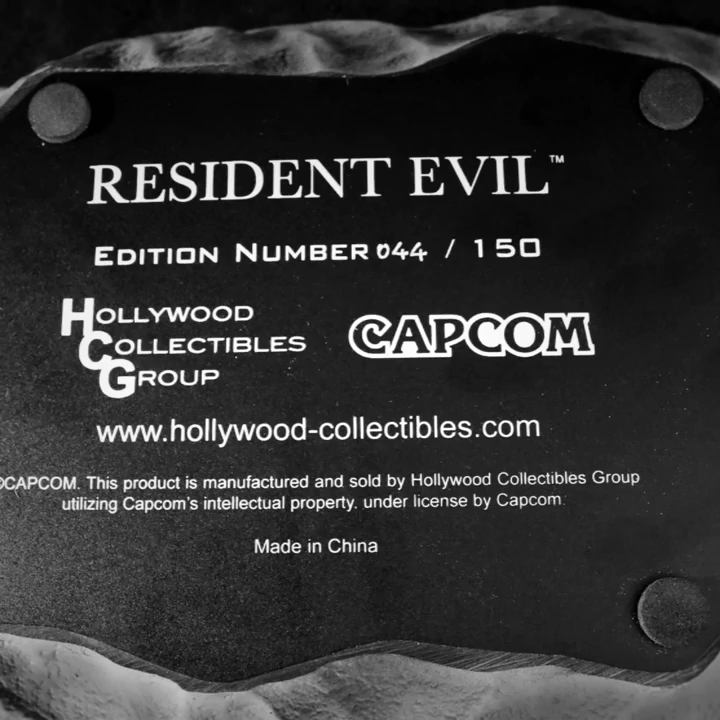 RESIDENT EVIL™
EDITION NUMBER 044 / 150
HOLLYWOOD
COLLECTIBLES
GROUP
CAPCOM
www.hollywood-collectibles.com
©CAPCOM. This product is manufactured and sold by Hollywood Collectibles Group
utilizing Capcom's intellectual property. under license by Capcom.
Made in China